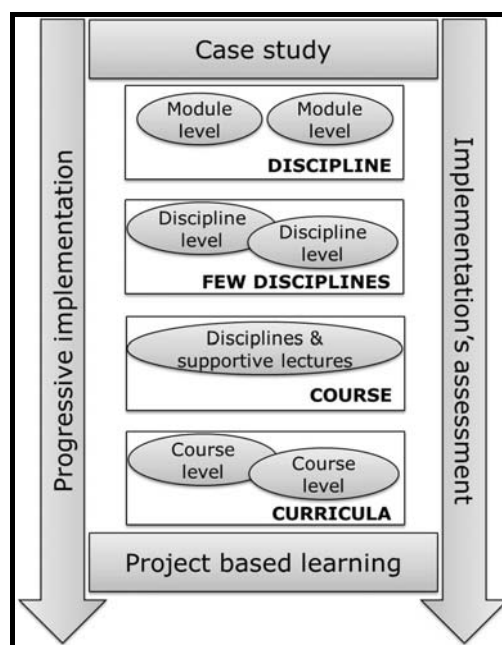 Case study
Module
level
Module
level
DISCIPLINE
Discipline
level
Discipline
level
FEW DISCIPLINES
Disciplines &
supportive lectures
COURSE
Course
level
Course
level
CURRICULA
Project based learning
Progressive implementation
Implementation's assessment